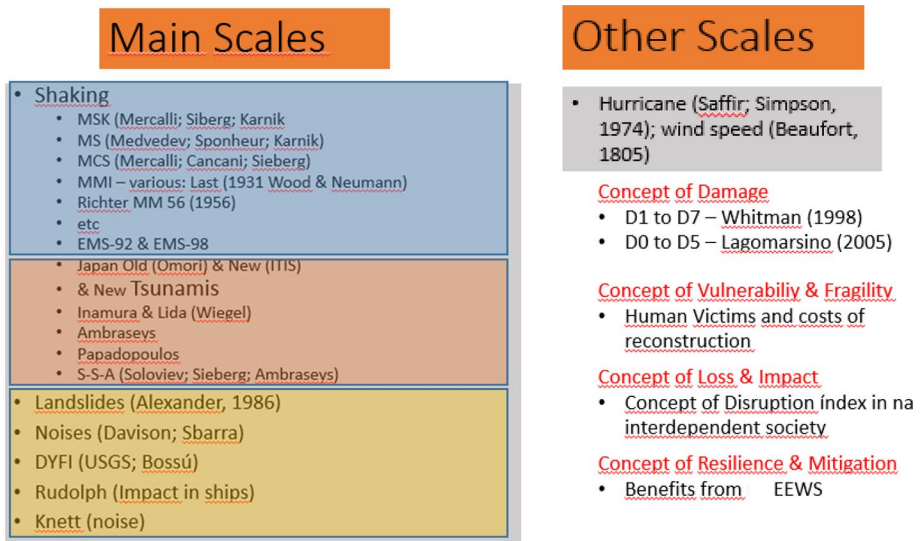 Main Scales
• Shaking
• MSK (Mercalli; Siberg; Karnik
• MS (Medvedev; Sponheur; Karnik)
• MCS (Mercalli; Cancani; Sieberg)
• MMI – various: Last (1931 Wood & Neumann)
• Richter MM 56 (1956)
• etc
• EMS-92 & EMS-98
• Japan Old (Omori) & New (ITIS)
• & New Tsunamis
• Inamura & Lida (Wiegel)
• Ambraseys
• Papadopoulos
• S-S-A (Soloviev; Sieberg; Ambraseys)
• Landslides (Alexander, 1986)
• Noises (Davison; Sbarra)
• DYFI (USGS; Bossú)
• Rudolph (Impact in ships)
• Knett (noise)
Other Scales
• Hurricane (Saffir; Simpson,
1974); wind speed (Beaufort,
1805)
Concept of Damage
• D1 to D7 – Whitman (1998)
• D0 to D5 – Lagomarsino (2005)
Concept of Vulnerabiliy & Fragility
• Human Victims and costs of
reconstruction
Concept of Loss & Impact
• Concept of Disruption índex in na
interdependent society
Concept of Resilience & Mitigation
• Benefits from EEWS